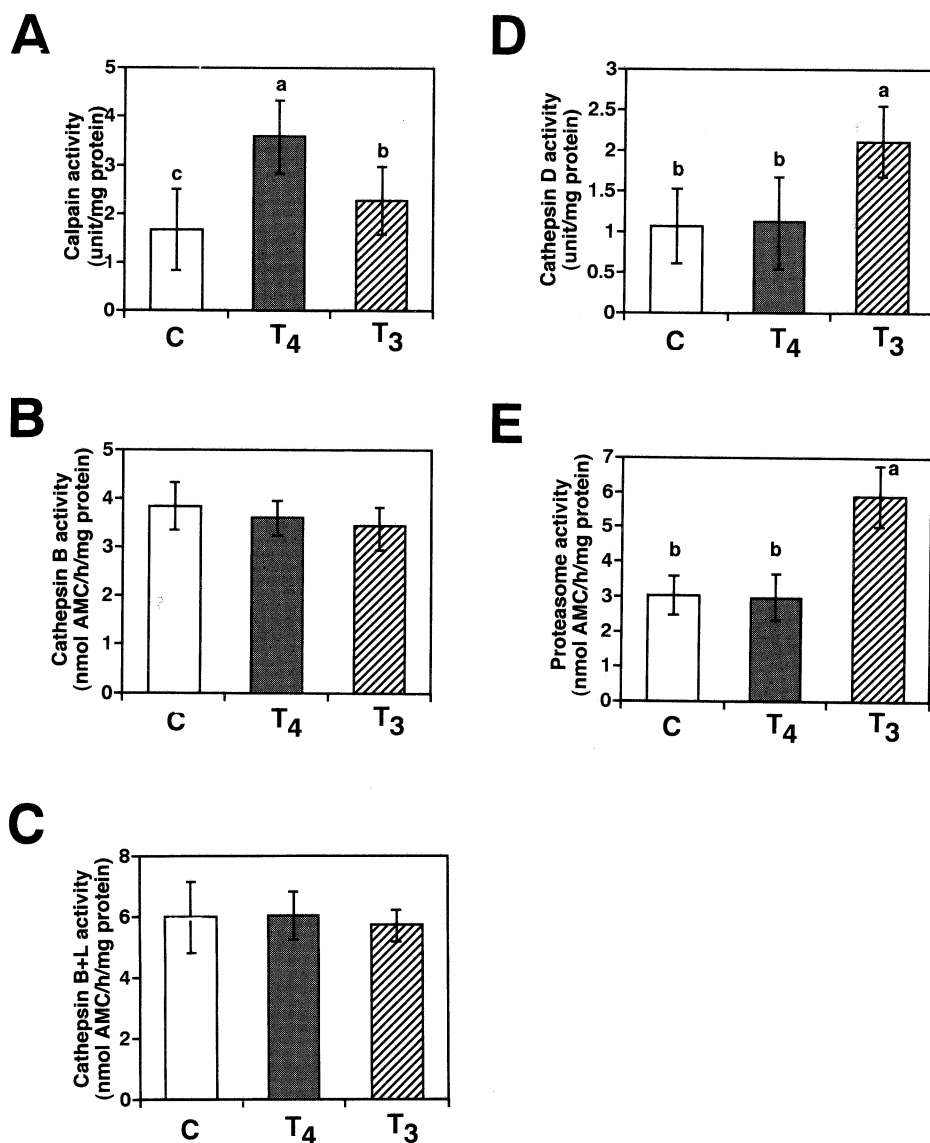 A
Calpain activity
(unit/mg protein)
5
4
3
2
1
0
c
a
b
C
T4
T3
B
Cathepsin B activity
(nmol AMC/h/mg protein)
5
4
3
2
1
0
C
T4
T3
C
Cathepsin B+L activity
(nmol AMC/h/mg protein)
8
6
4
2
0
C
T4
T3
D
Cathepsin D activity
(unit/mg protein)
3
2.5
2
1.5
1
0.5
0
b
b
a
C
T4
T3
E
Proteasome activity
(nmol AMC/h/mg protein)
7
6
5
4
3
2
1
0
b
b
a
C
T4
T3